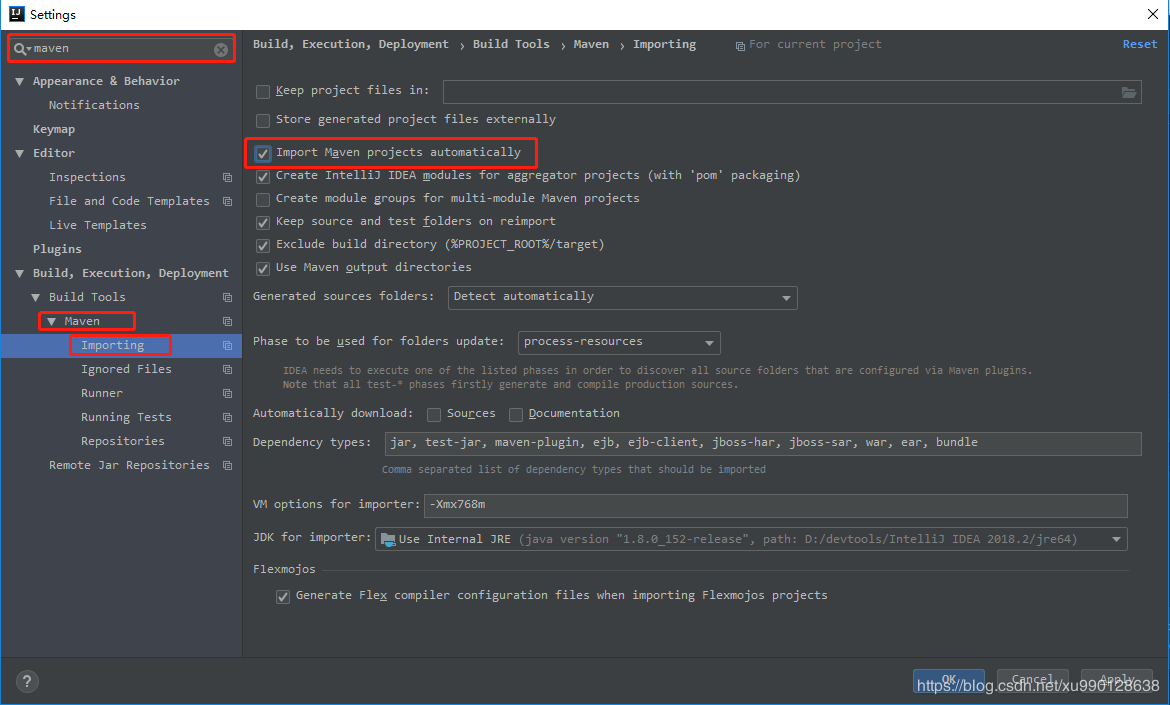 Settings
maven
Appearance & Behavior
Notifications
Keymap
Editor
Inspections
File and Code Templates
Live Templates
Plugins
Build, Execution, Deployment
Build Tools
Maven
Importing
Ignored Files
Runner
Running Tests
Repositories
Remote Jar Repositories
Build, Execution, Deployment › Build Tools › Maven › Importing For current project Reset
Keep project files in:
Store generated project files externally
Import Maven projects automatically
Create IntelliJ IDEA modules for aggregator projects (with 'pom' packaging)
Create module groups for multi-module Maven projects
Keep source and test folders on reimport
Exclude build directory (%PROJECT_ROOT%/target)
Use Maven output directories
Generated sources folders: Detect automatically
Phase to be used for folders update: process-resources
IDEA needs to execute one of the listed phases in order to discover all source folders that are configured via Maven plugins.
Note that all test-* phases firstly generate and compile production sources.
Automatically download: Sources Documentation
Dependency types: jar, test-jar, maven-plugin, ejb, ejb-client, jboss-har, jboss-sar, war, ear, bundle
Comma separated list of dependency types that should be imported
VM options for importer: -Xmx768m
JDK for importer: Use Internal JRE (java version "1.8.0_152-release", path: D:/devtools/IntelliJ IDEA 2018.2/jre64)
Flexmojos
Generate Flex compiler configuration files when importing Flexmojos projects
?
OK Cancel Apply
https://blog.csdn.net/xu990128638